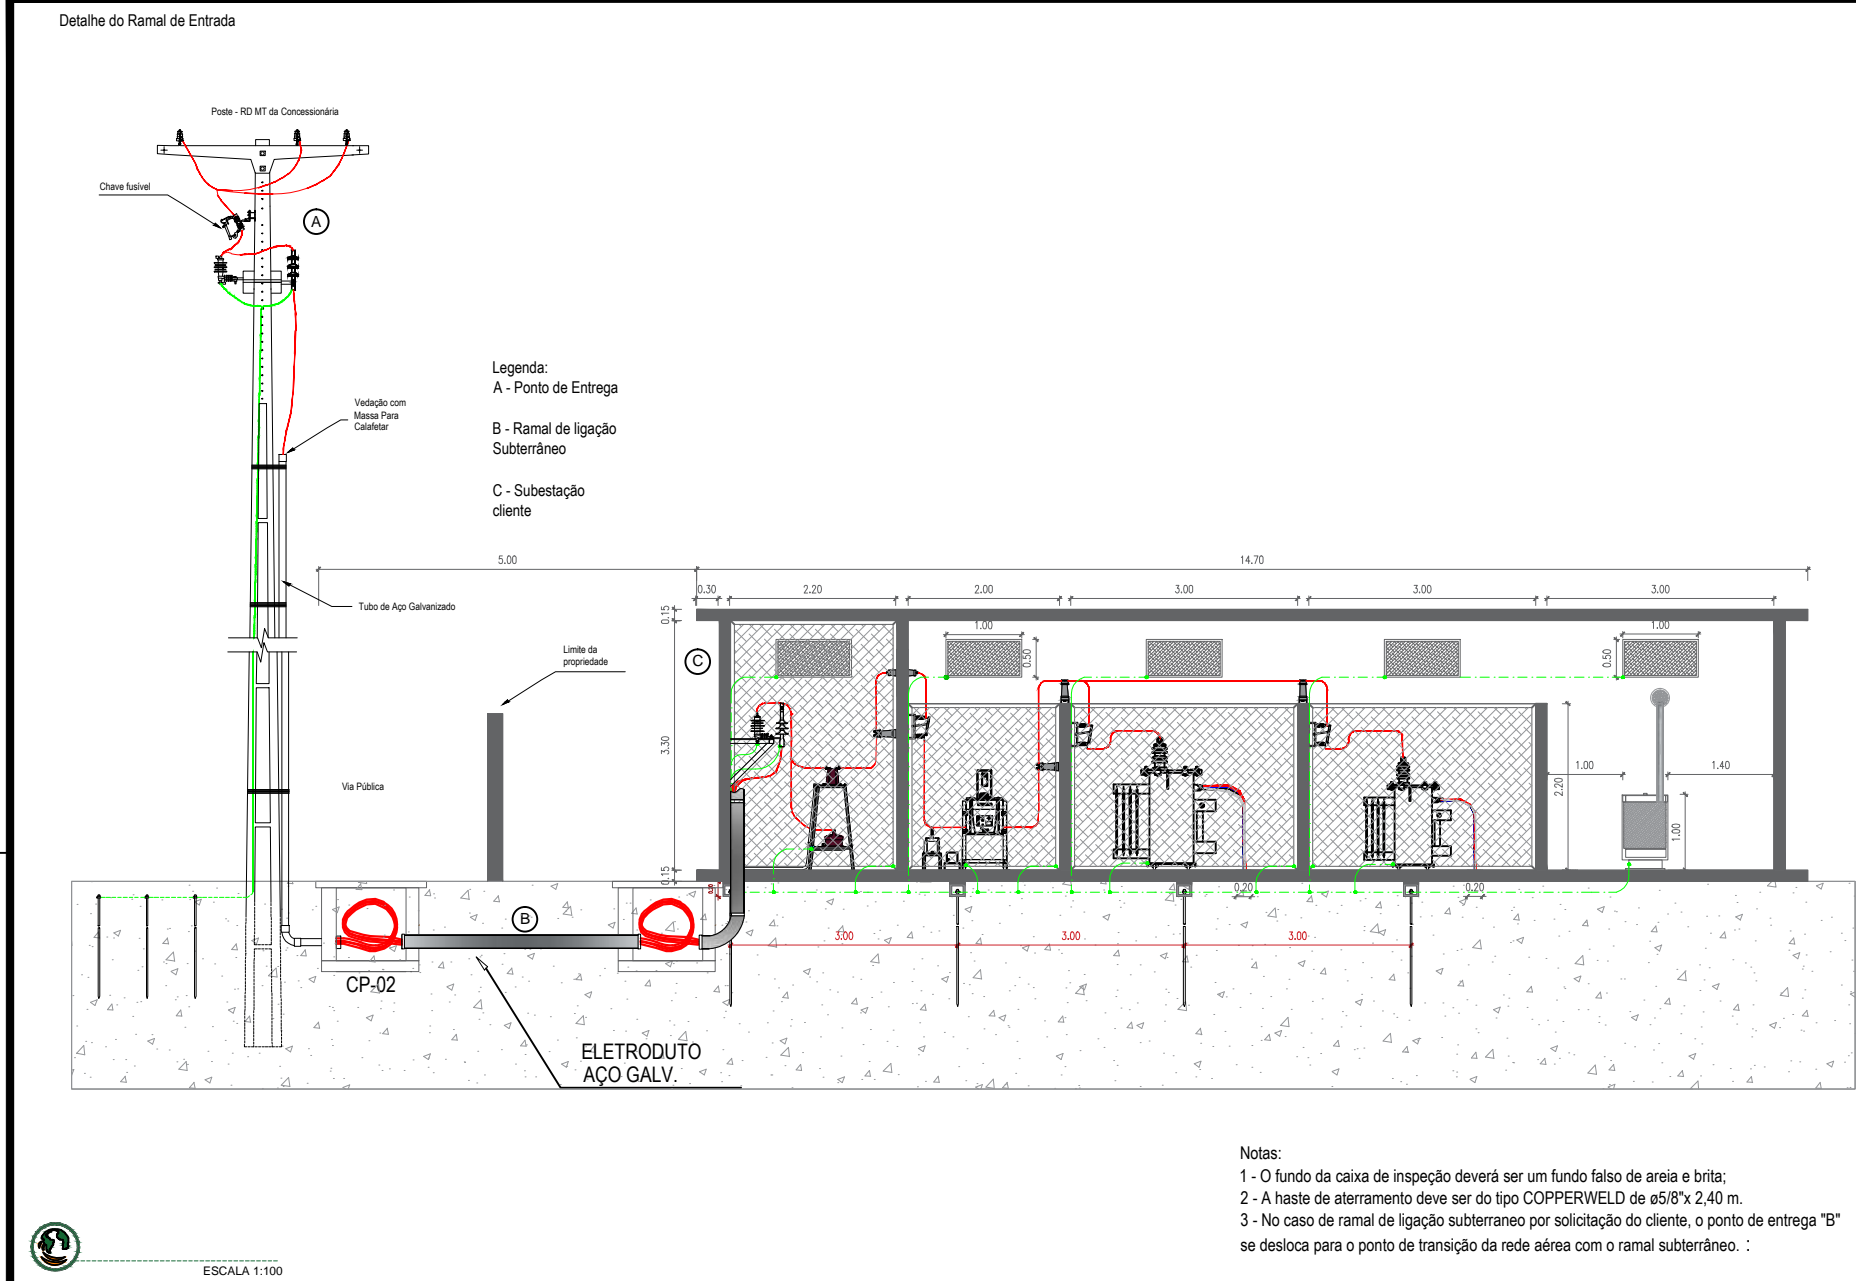 Detalhe do Ramal de Entrada
Poste - RD MT da Concessionária
Chave fusível
A
Legenda:
A - Ponto de Entrega
B - Ramal de ligação
Subterrâneo
C - Subestação
cliente
Vedação com
Massa Para
Calafetar
5.00
14.70
0.30
2.20
2.00
3.00
3.00
3.00
Tubo de Aço Galvanizado
0.15
1.00
1.00
Limite da
propriedade
C
0.50
0.50
3.30
Via Pública
1.00
1.40
2.20
1.00
0.15
0.20
0.20
B
3.00
3.00
3.00
CP-02
ELETRODUTO
AÇO GALV.
Notas:
1 - O fundo da caixa de inspeção deverá ser um fundo falso de areia e brita;
2 - A haste de aterramento deve ser do tipo COPPERWELD de ø5/8"x 2,40 m.
3 - No caso de ramal de ligação subterraneo por solicitação do cliente, o ponto de entrega "B"
se desloca para o ponto de transição da rede aérea com o ramal subterrâneo. :
ESCALA 1:100